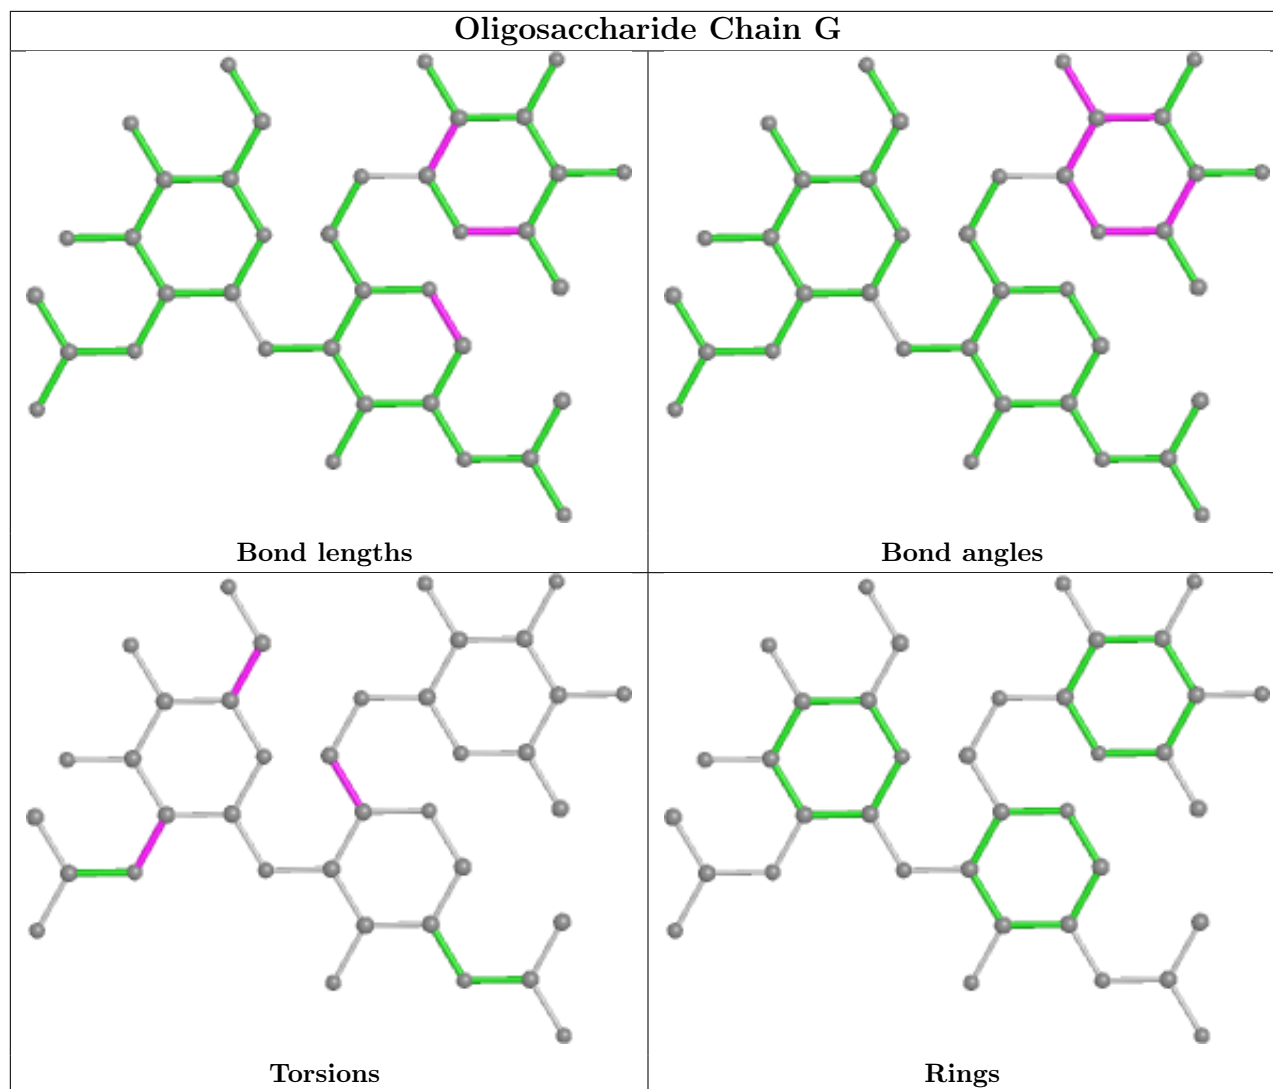 Oligosaccharide Chain G
Bond lengths
Bond angles
Torsions
Rings